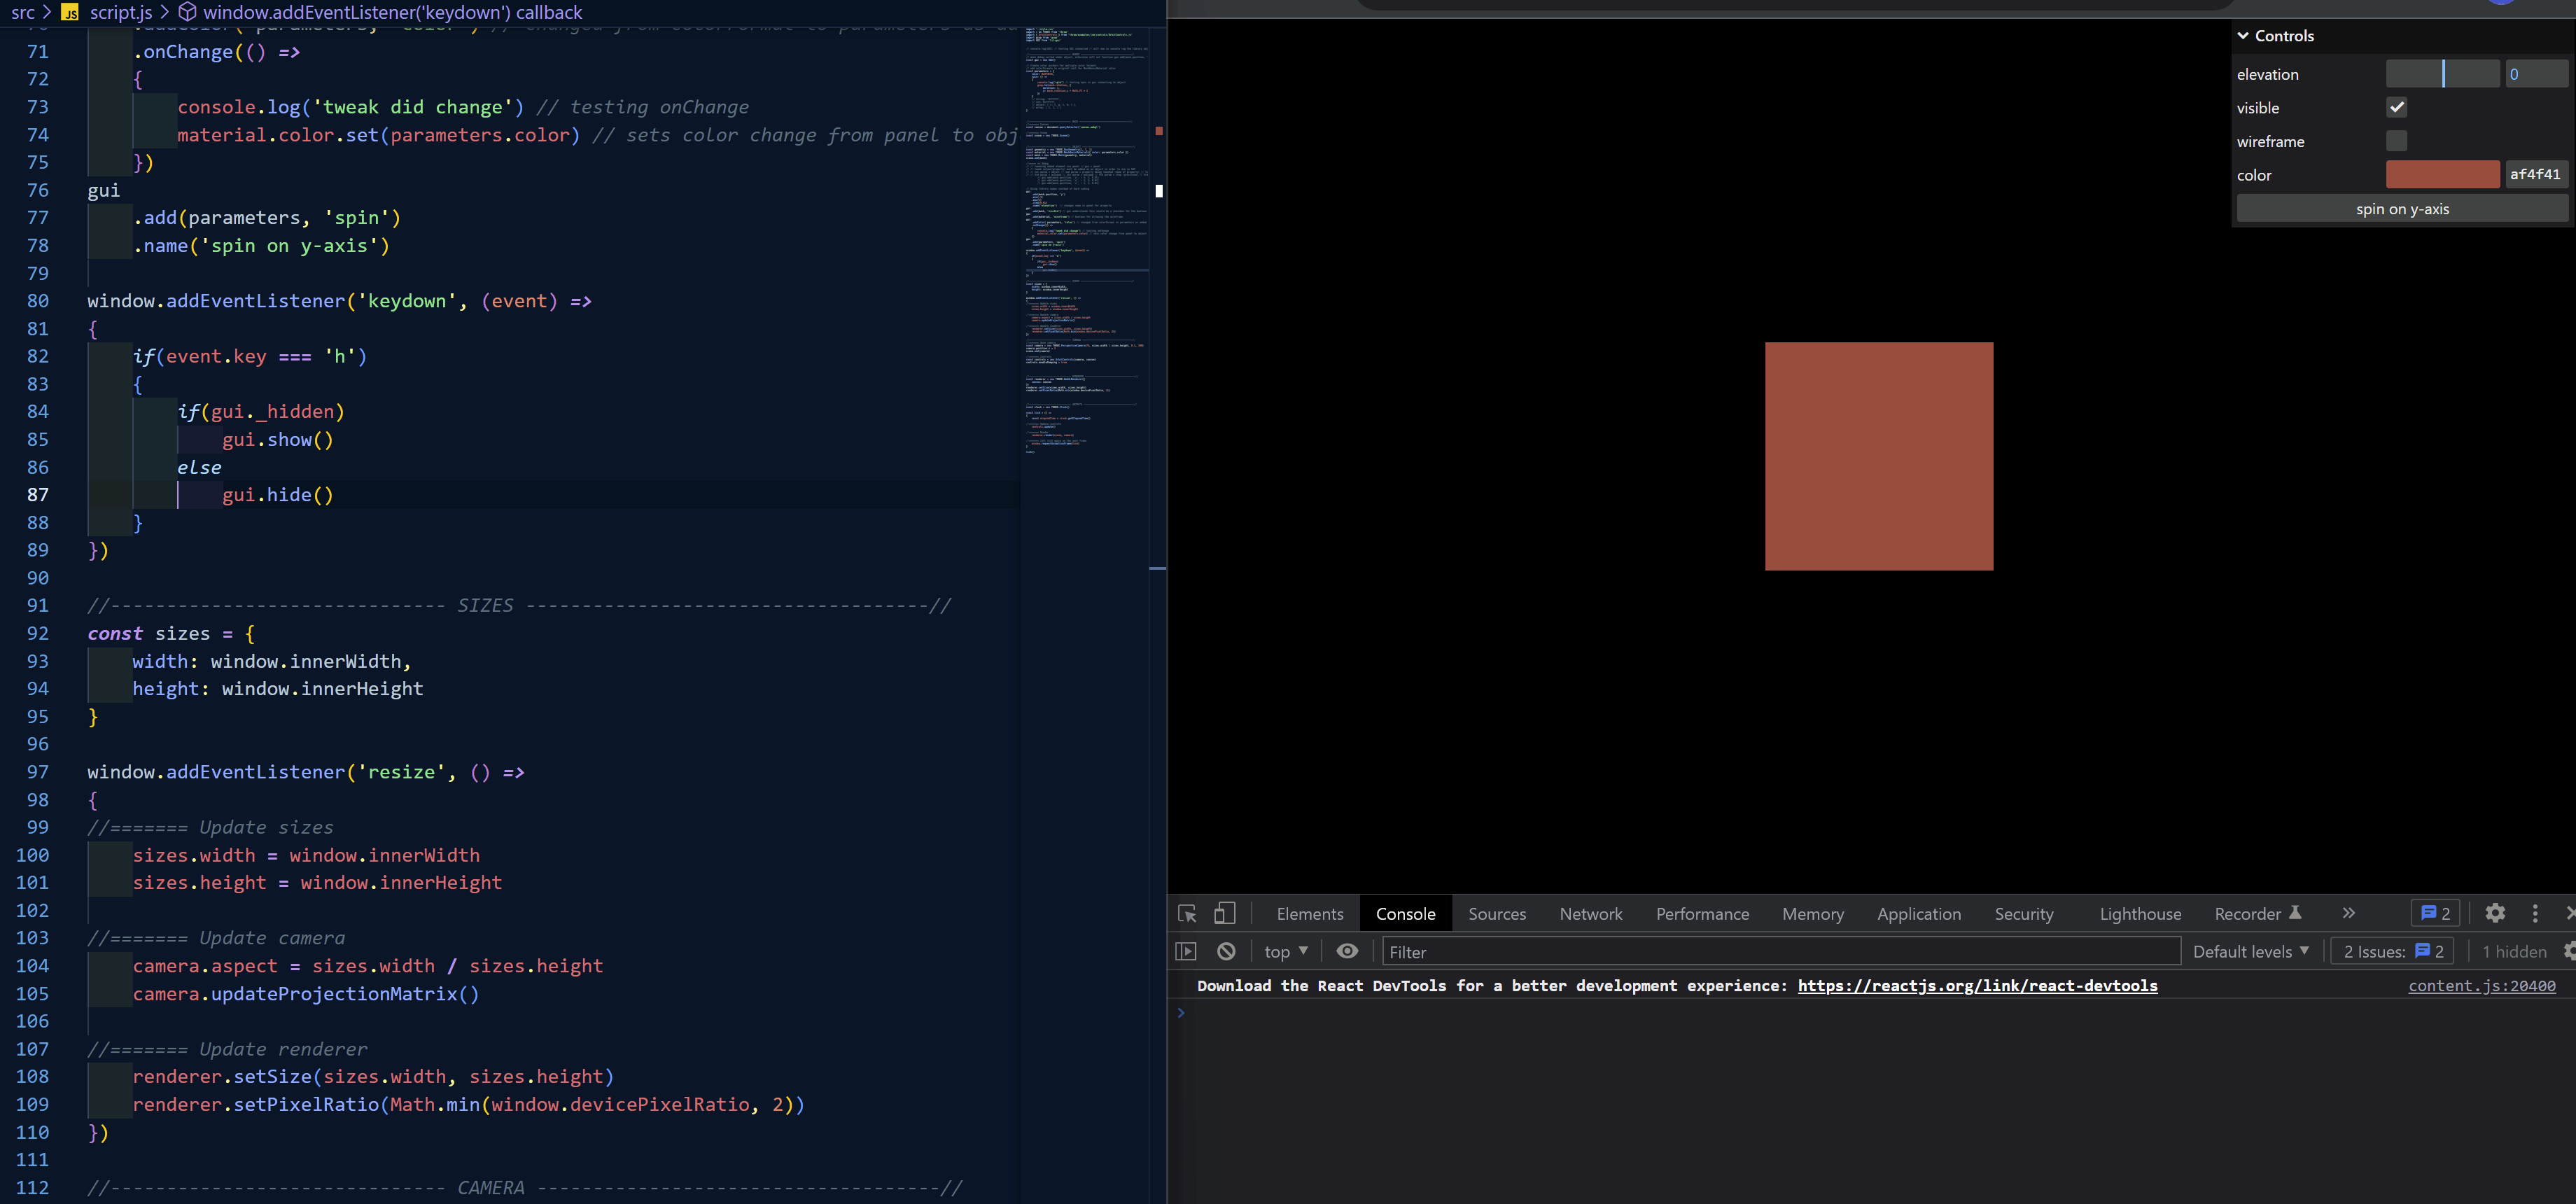 src > JS script.js > window.addEventListener('keydown') callback
71 .onChange(() =>
72 {
73 console.log('tweak did change') // testing onChange
74 material.color.set(parameters.color) // sets color change from panel to obj
75 })
76 gui
77 .add(parameters, 'spin')
78 .name('spin on y-axis')
79
80 window.addEventListener('keydown', (event) =>
81 {
82 if(event.key === 'h')
83 {
84 if(gui._hidden)
85 gui.show()
86 else
87 gui.hide()
88 }
89 })
90
91 //------------------------------ SIZES ------------------------------------//
92 const sizes = {
93 width: window.innerWidth,
94 height: window.innerHeight
95 }
96
97 window.addEventListener('resize', () =>
98 {
99 //======= Update sizes
100 sizes.width = window.innerWidth
101 sizes.height = window.innerHeight
102
103 //======= Update camera
104 camera.aspect = sizes.width / sizes.height
105 camera.updateProjectionMatrix()
106
107 //======= Update renderer
108 renderer.setSize(sizes.width, sizes.height)
109 renderer.setPixelRatio(Math.min(window.devicePixelRatio, 2))
110 })
111
112 //------------------------------ CAMERA ------------------------------------//
Controls
elevation 0
visible
wireframe
color af4f41
spin on y-axis
Elements Console Sources Network Performance Memory Application Security Lighthouse Recorder 2
top Filter Default levels 2 Issues: 2 1 hidden
Download the React DevTools for a better development experience: https://reactjs.org/link/react-devtools content.js:20400